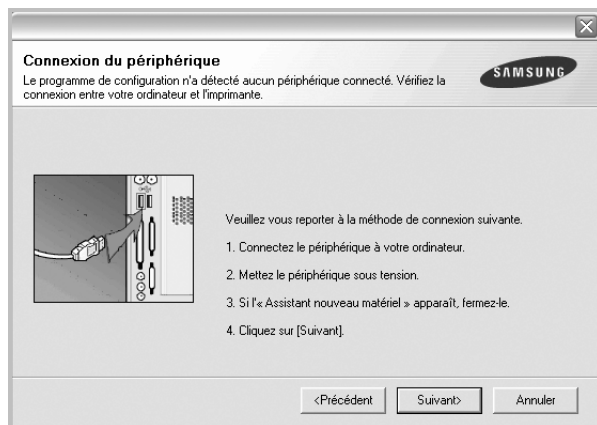 Connexion du périphérique
Le programme de configuration n'a détecté aucun périphérique connecté. Vérifiez la
connexion entre votre ordinateur et l'imprimante.
SAMSUNG
Veuillez vous reporter à la méthode de connexion suivante.
1. Connectez le périphérique à votre ordinateur.
2. Mettez le périphérique sous tension.
3. Si l'« Assistant nouveau matériel » apparaît, fermez-le.
4. Cliquez sur [Suivant].
<Précédent
Suivant>
Annuler